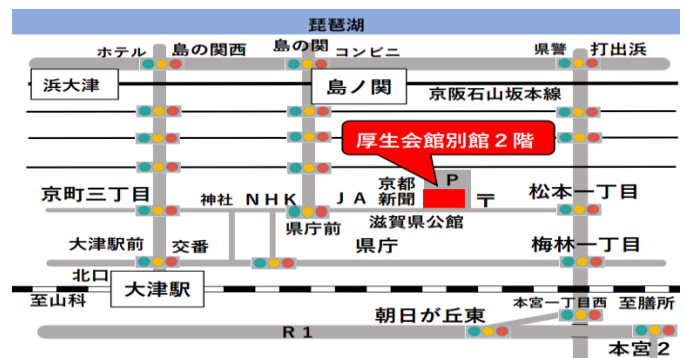 琵琶湖
ホテル
島の関西
島の関
コンビニ
県警
打出浜
浜大津
島ノ関
京阪石山坂本線
厚生会館別館2階
京町三丁目
神社
NHK
JA
京都
新聞
P
〒
松本一丁目
県庁前
滋賀県公館
大津駅前
交番
県庁
梅林一丁目
北口
大津駅
至山科
朝日が丘東
本宮一丁目西
至膳所
R1
本宮2